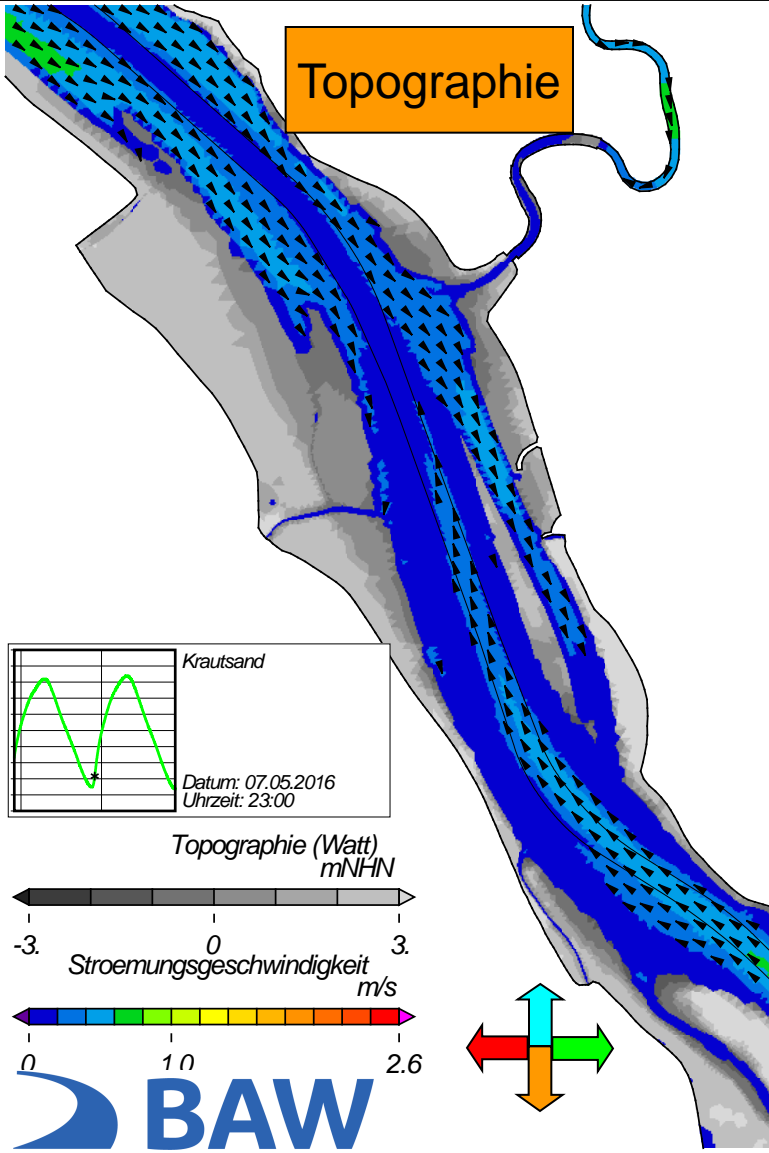 Topographie
Krautsand
Datum: 07.05.2016
Uhrzeit: 23:00
Topographie (Watt)
mNHN
-3. 0 3.
Stroemungsgeschwindigkeit
m/s
0 1.0 2.6
BAW